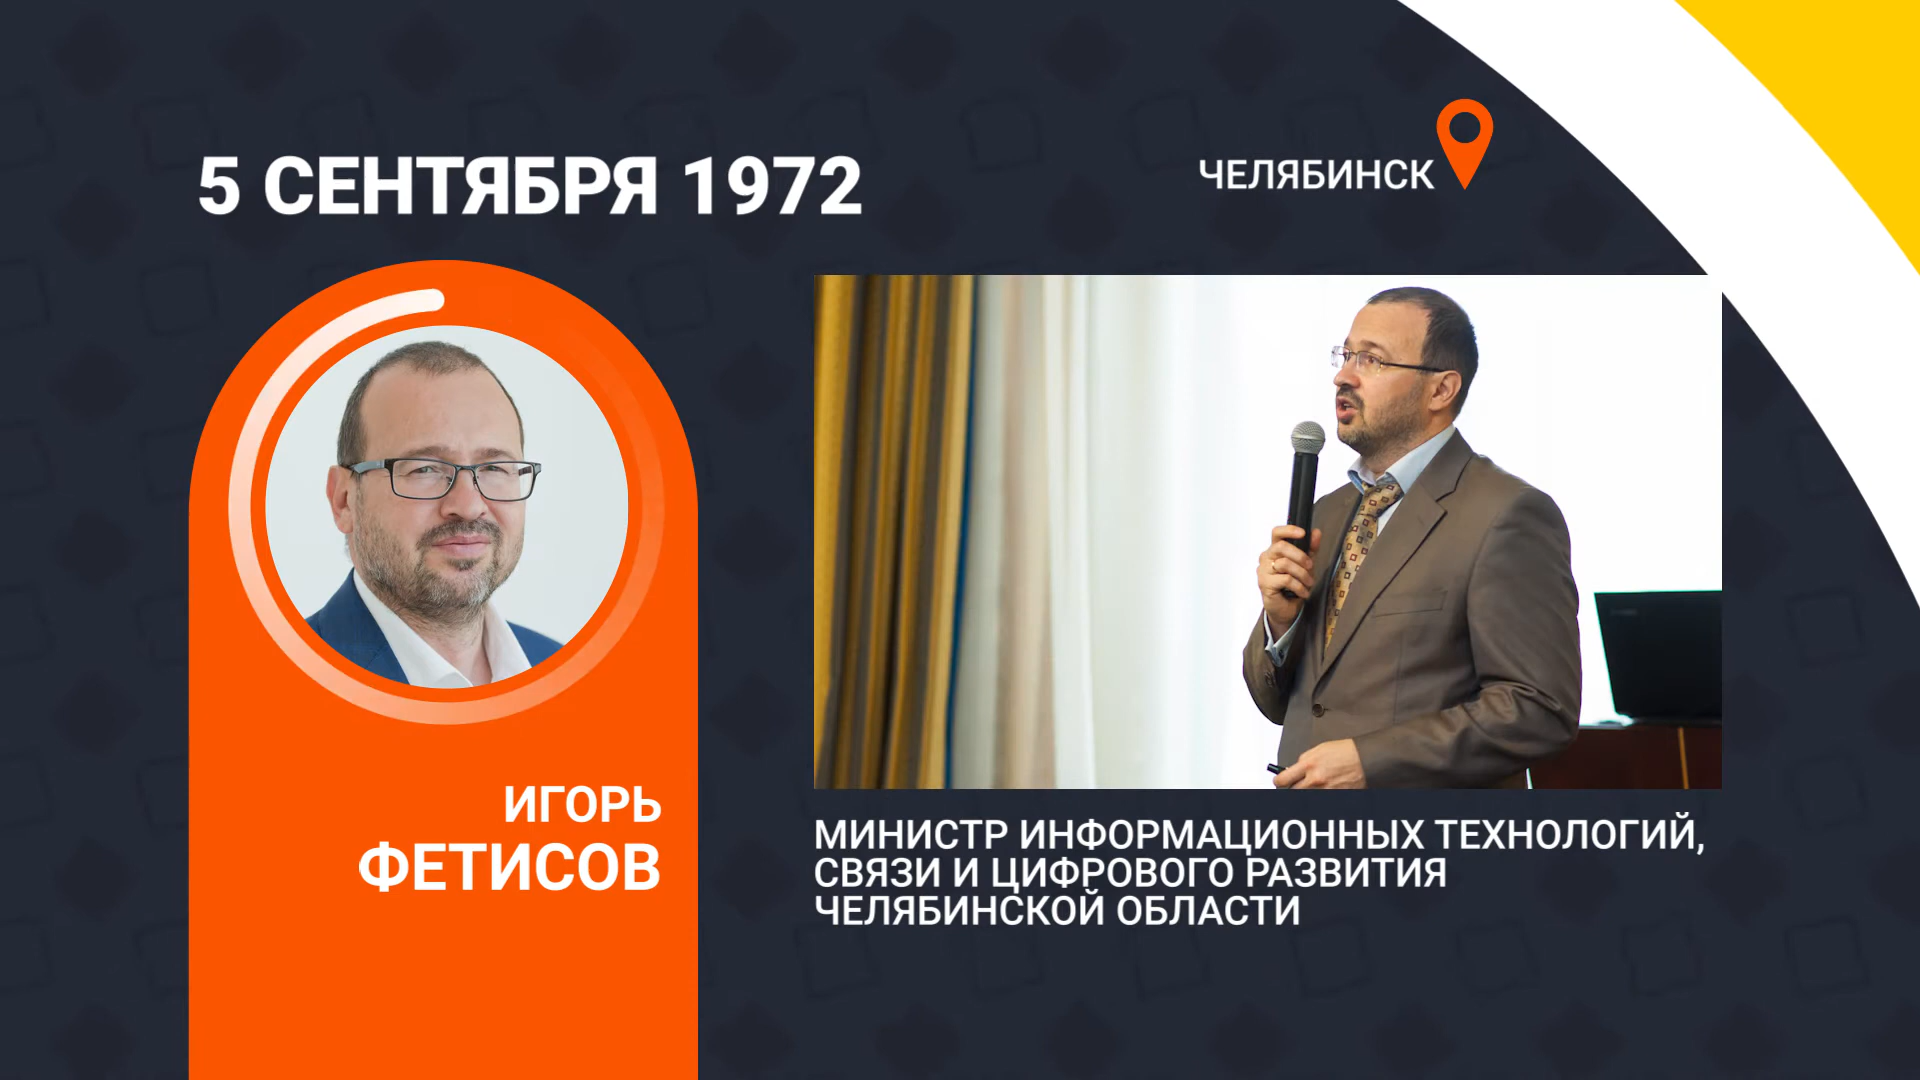 5 СЕНТЯБРЯ 1972
ЧЕЛЯБИНСК
ИГОРЬ
ФЕТИСОВ
МИНИСТР ИНФОРМАЦИОННЫХ ТЕХНОЛОГИЙ,
СВЯЗИ И ЦИФРОВОГО РАЗВИТИЯ
ЧЕЛЯБИНСКОЙ ОБЛАСТИ